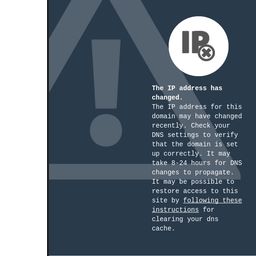 IP
The IP address has
changed.
The IP address for this
domain may have changed
recently. Check your
DNS settings to verify
that the domain is set
up correctly. It may
take 8-24 hours for DNS
changes to propagate.
It may be possible to
restore access to this
site by following these
instructions for
clearing your dns
cache.